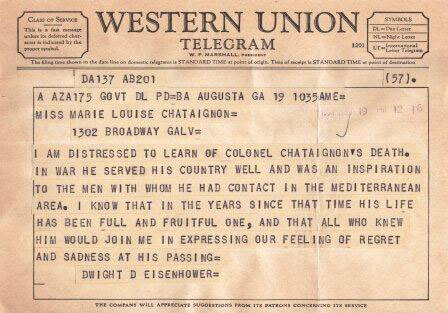 CLASS OF SERVICE
This is a fast message
unless its deferred char-
acter is indicated by the
proper symbol.
WESTERN UNION
TELEGRAM
W. P. MARSHALL, PRESIDENT
1201
SYMBOLS
DL=Day Letter
NL=Night Letter
LT=International Letter Telegram
The filing time shown in the date line on domestic telegrams is STANDARD TIME at point of origin. Time of receipt is STANDARD TIME at point of destination
DA137 AB201 (57).
A AZA175 GOVT DL PD=BA AUGUSTA GA 19 1035AME=
MISS MARIE LOUISE CHATAIGNON=
1302 BROADWAY GALV=
19 12 16
I AM DISTRESSED TO LEARN OF COLONEL CHATAIGNON'S DEATH.
IN WAR HE SERVED HIS COUNTRY WELL AND WAS AN INSPIRATION
TO THE MEN WITH WHOM HE HAD CONTACT IN THE MEDITERRANEAN
AREA. I KNOW THAT IN THE YEARS SINCE THAT TIME HIS LIFE
HAS BEEN FULL AND FRUITFUL ONE, AND THAT ALL WHO KNEW
HIM WOULD JOIN ME IN EXPRESSING OUR FEELING OF REGRET
AND SADNESS AT HIS PASSING=
DWIGHT D EISENHOWER=
THE COMPANY WILL APPRECIATE SUGGESTIONS FROM ITS PATRONS CONCERNING ITS SERVICE